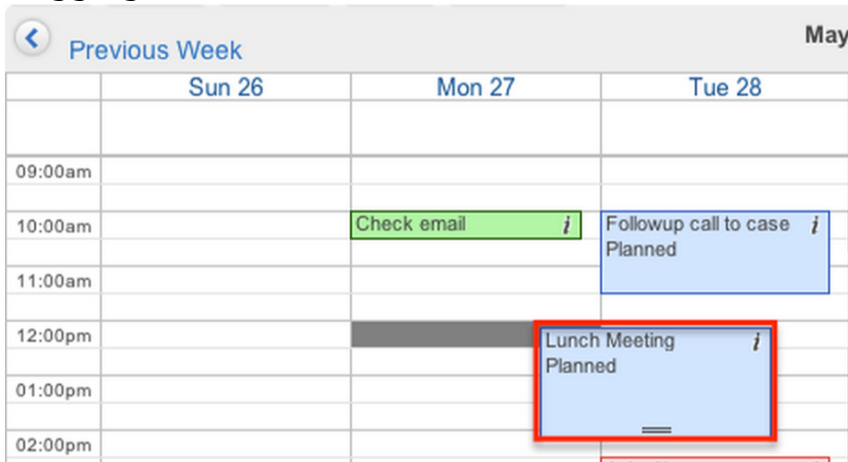 May
Previous Week
Sun 26
Mon 27
Tue 28
09:00am
10:00am
Check email i
Followup call to case i
Planned
11:00am
12:00pm
Lunch Meeting i
Planned
01:00pm
02:00pm